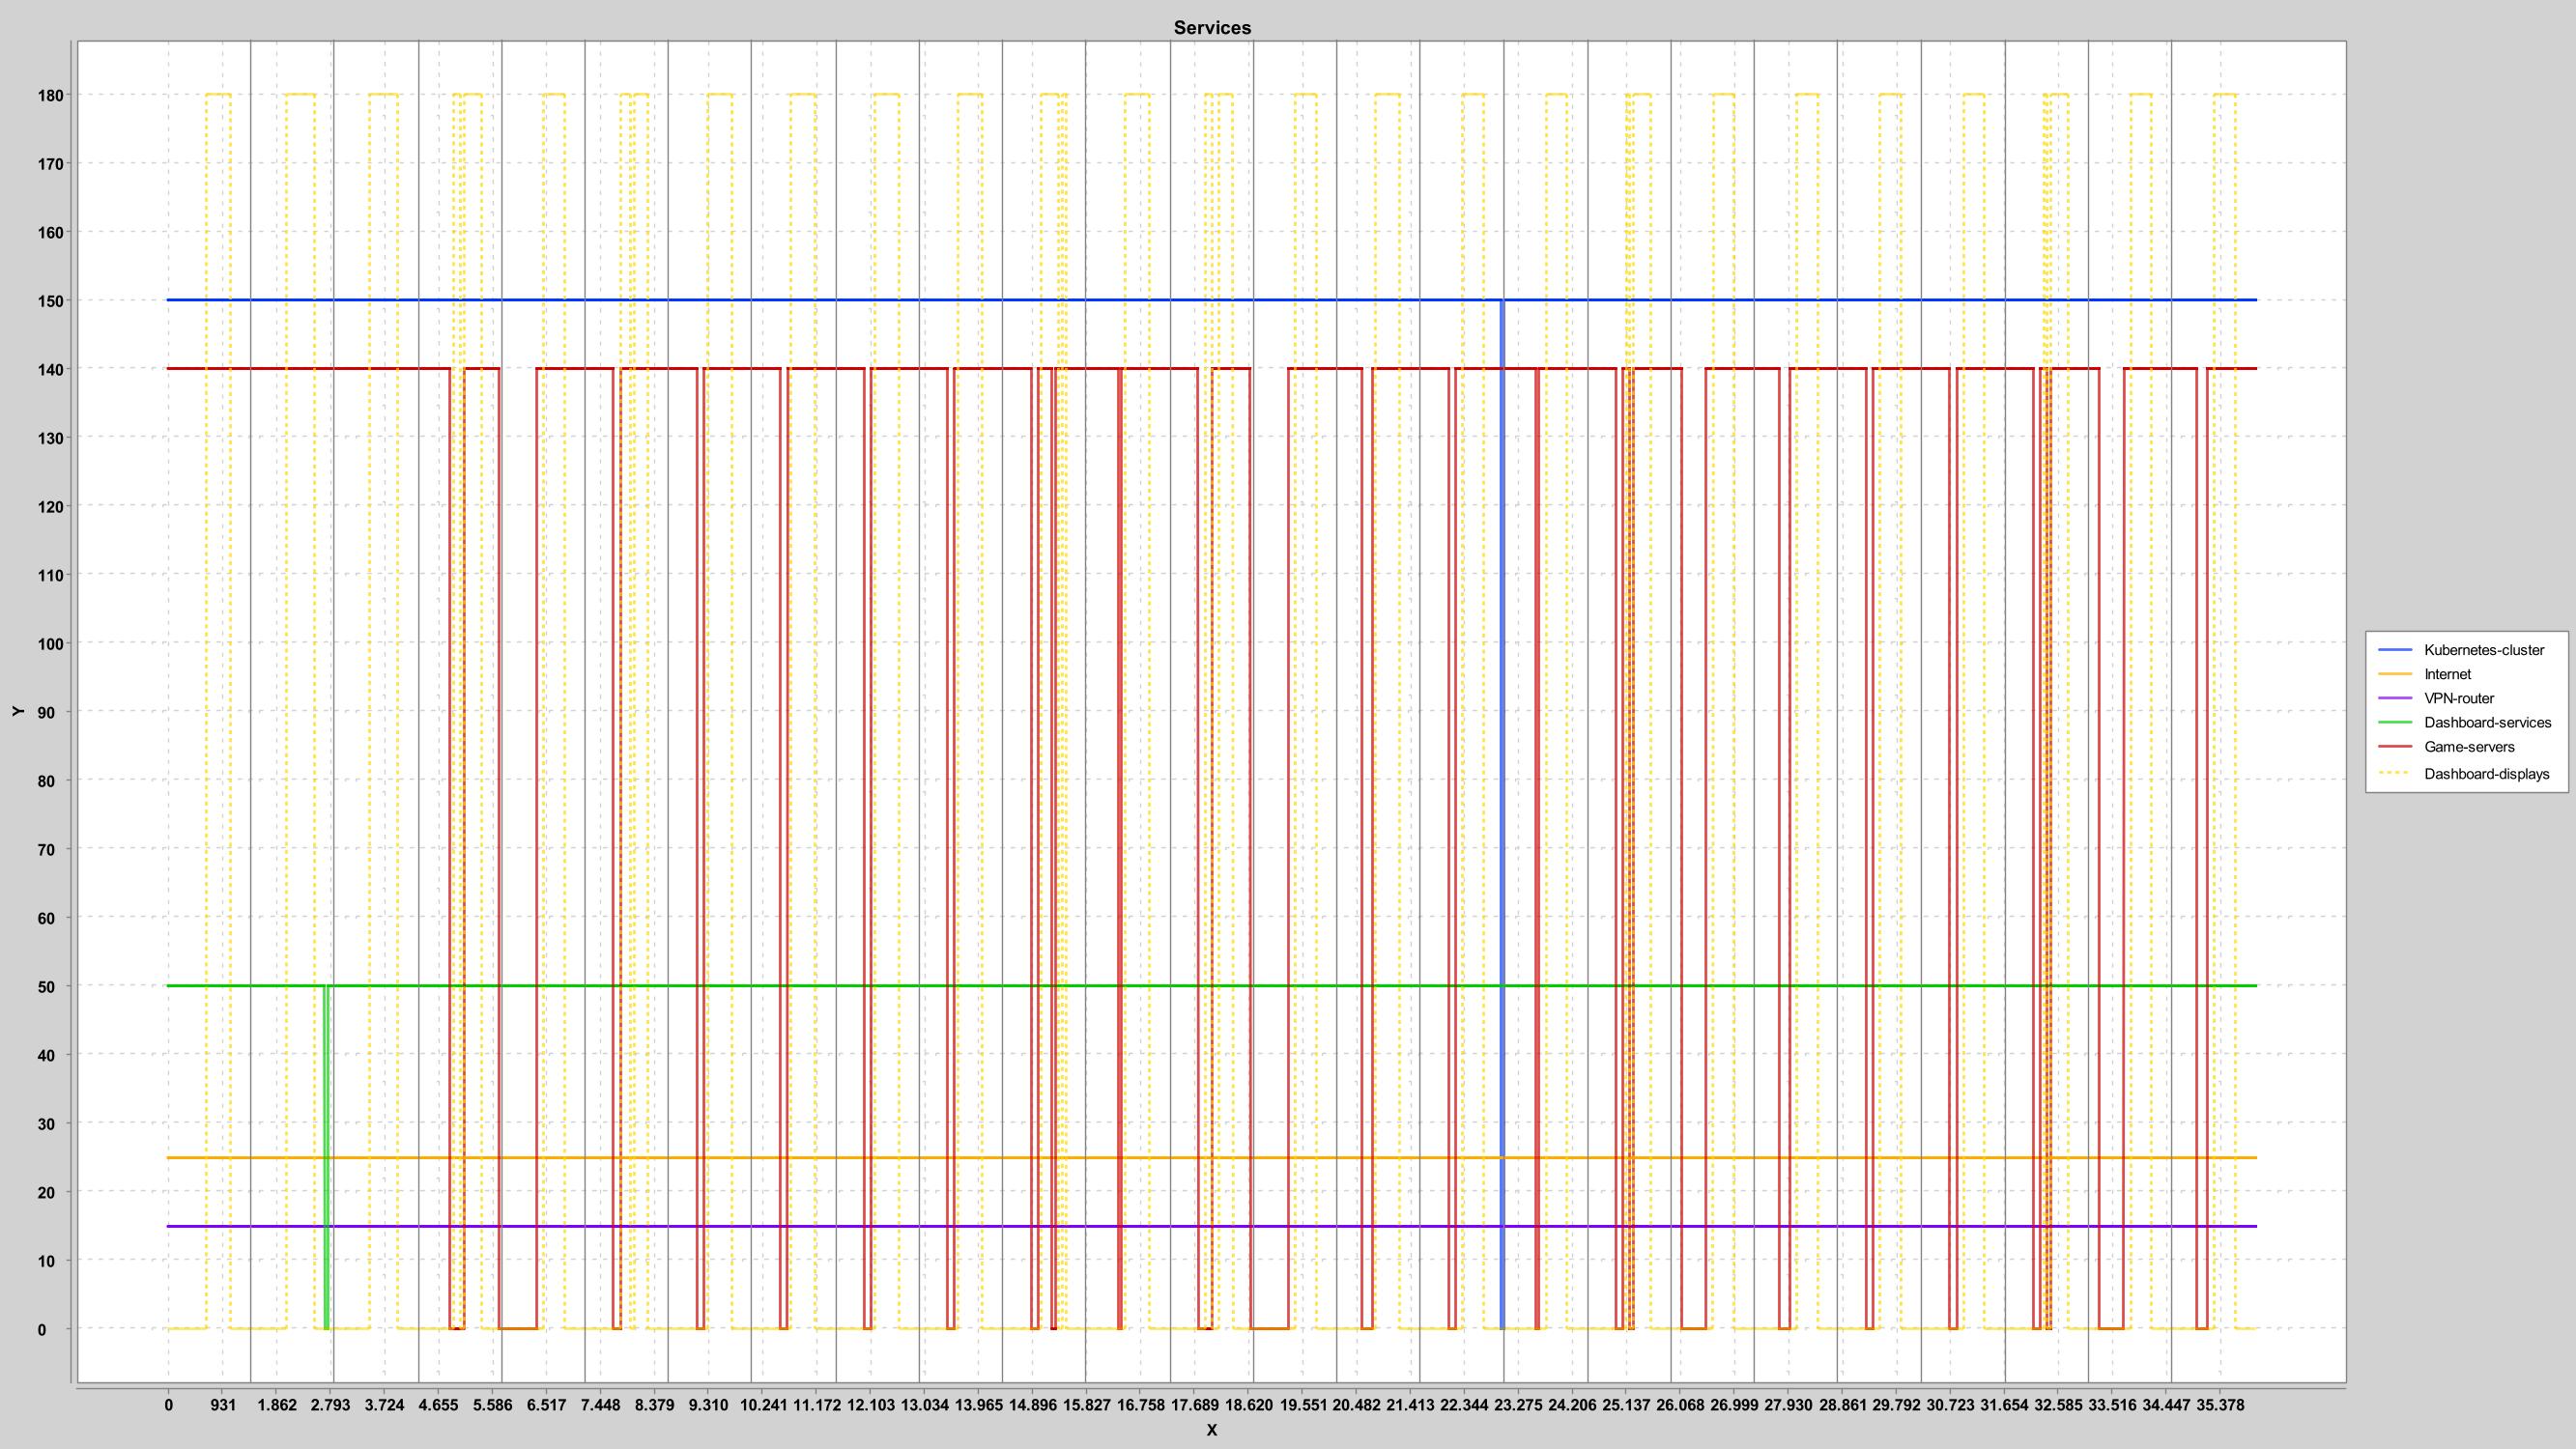 Services
180
170
160
150
140
130
120
110
100
90
80
70
60
50
40
30
20
10
0
Y
0 931 1.862 2.793 3.724 4.655 5.586 6.517 7.448 8.379 9.310 10.241 11.172 12.103 13.034 13.965 14.896 15.827 16.758 17.689 18.620 19.551 20.482 21.413 22.344 23.275 24.206 25.137 26.068 26.999 27.930 28.861 29.792 30.723 31.654 32.585 33.516 34.447 35.378
X
Kubernetes-cluster
Internet
VPN-router
Dashboard-services
Game-servers
Dashboard-displays